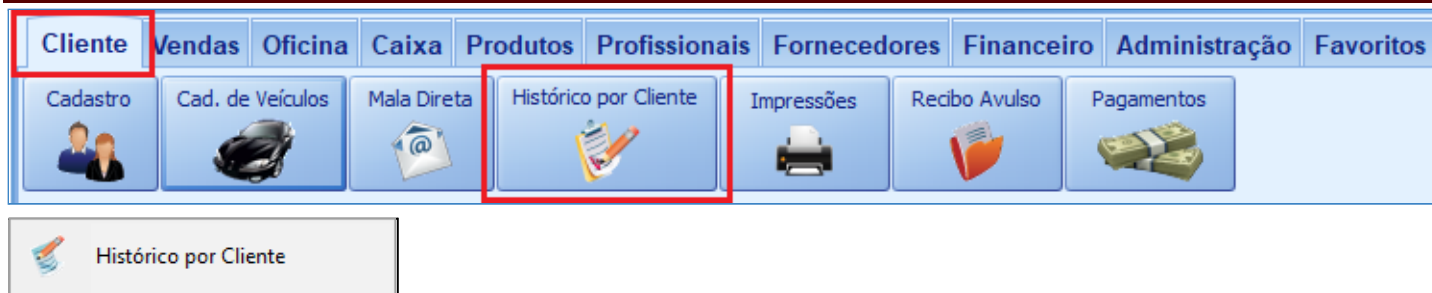 Cliente Vendas Oficina Caixa Produtos Profissionais Fornecedores Financeiro Administração Favoritos
Cadastro Cad. de Veículos Mala Direta Histórico por Cliente Impressões Recibo Avulso Pagamentos
@
Histórico por Cliente